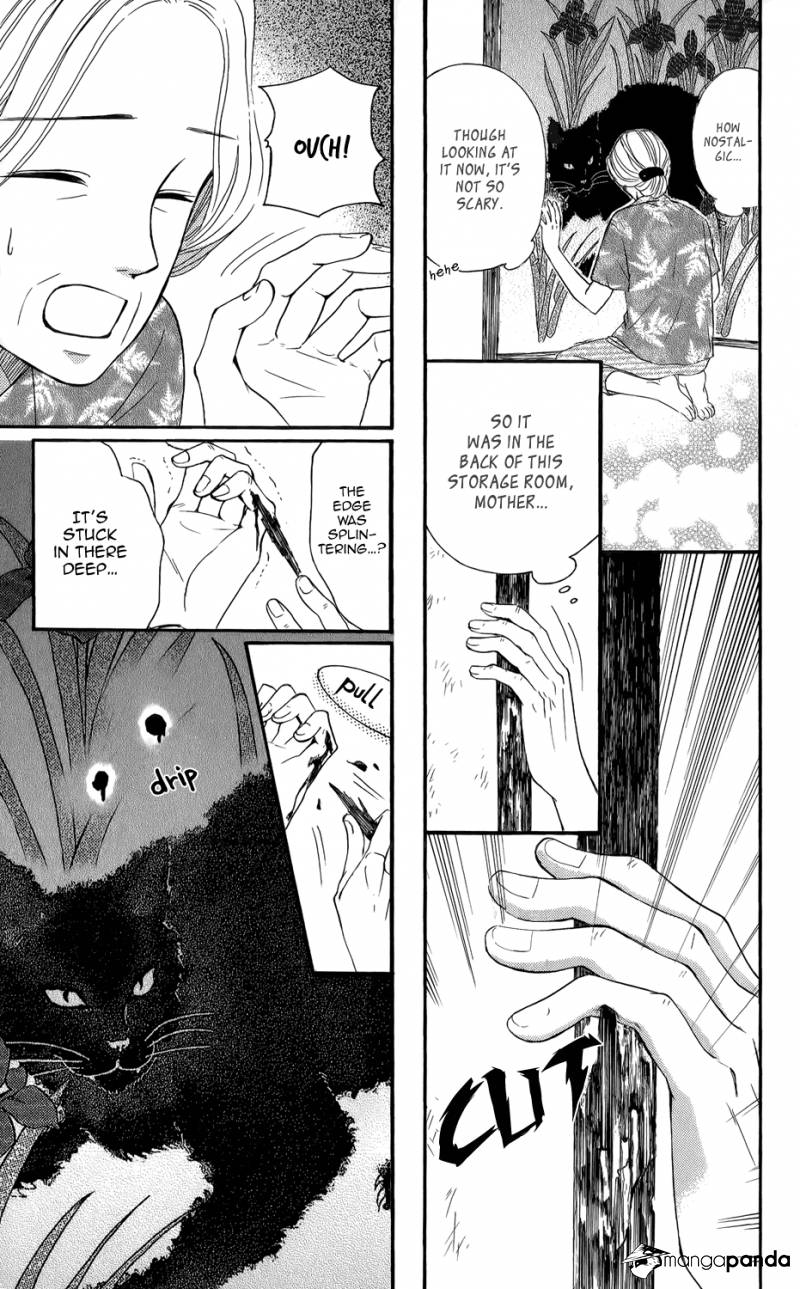 HOW
NOSTAL-
GIC...
THOUGH
LOOKING AT
IT NOW, IT'S
NOT SO
SCARY.
hehe
SO IT
WAS IN THE
BACK OF THIS
STORAGE ROOM,
MOTHER...
CUT
OUCH!
THE
EDGE WAS
SPLIN-
TERING...?
IT'S
STUCK
IN THERE
DEEP...
pull
drip
mangapanda